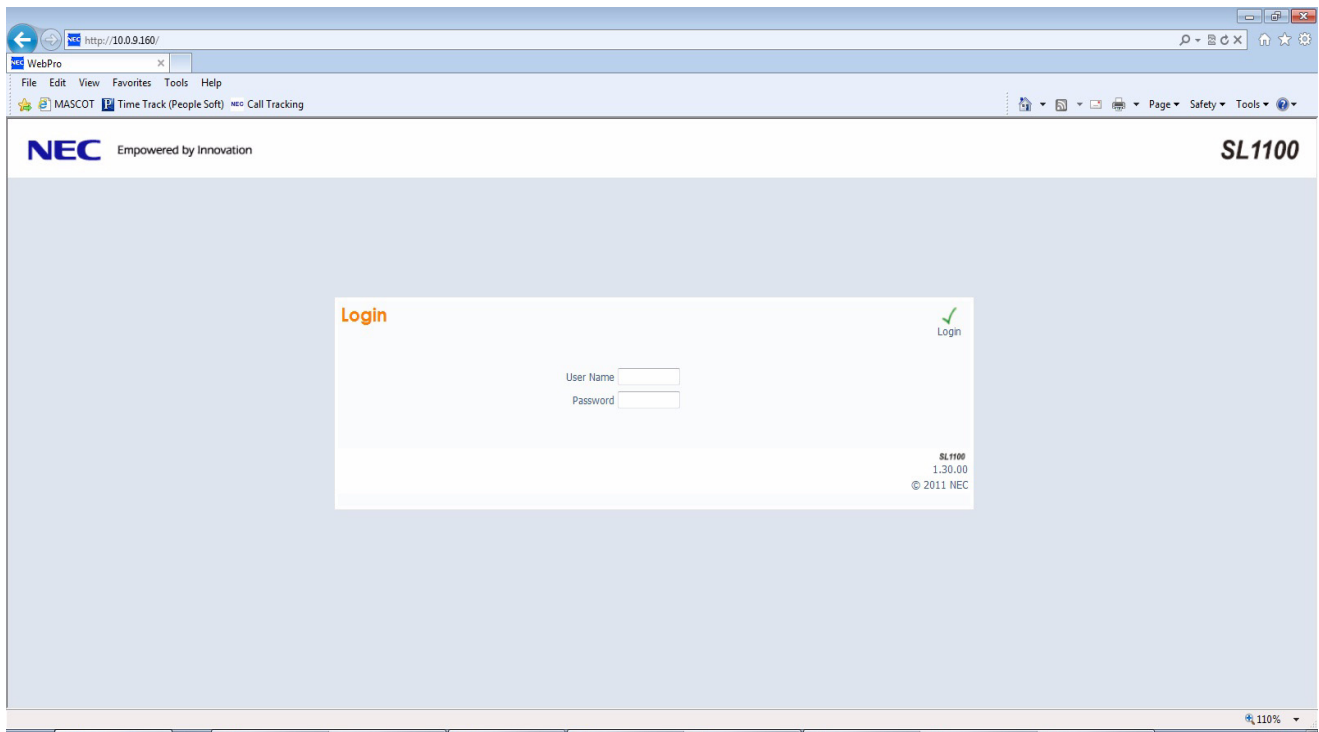 http://10.0.9.160/
NEC WebPro
File Edit View Favorites Tools Help
MASCOT Time Track (People Soft) NEC Call Tracking
Page Safety Tools
NEC Empowered by Innovation
SL1100
Login
Login
User Name
Password
SL1100
1.30.00
© 2011 NEC
110%